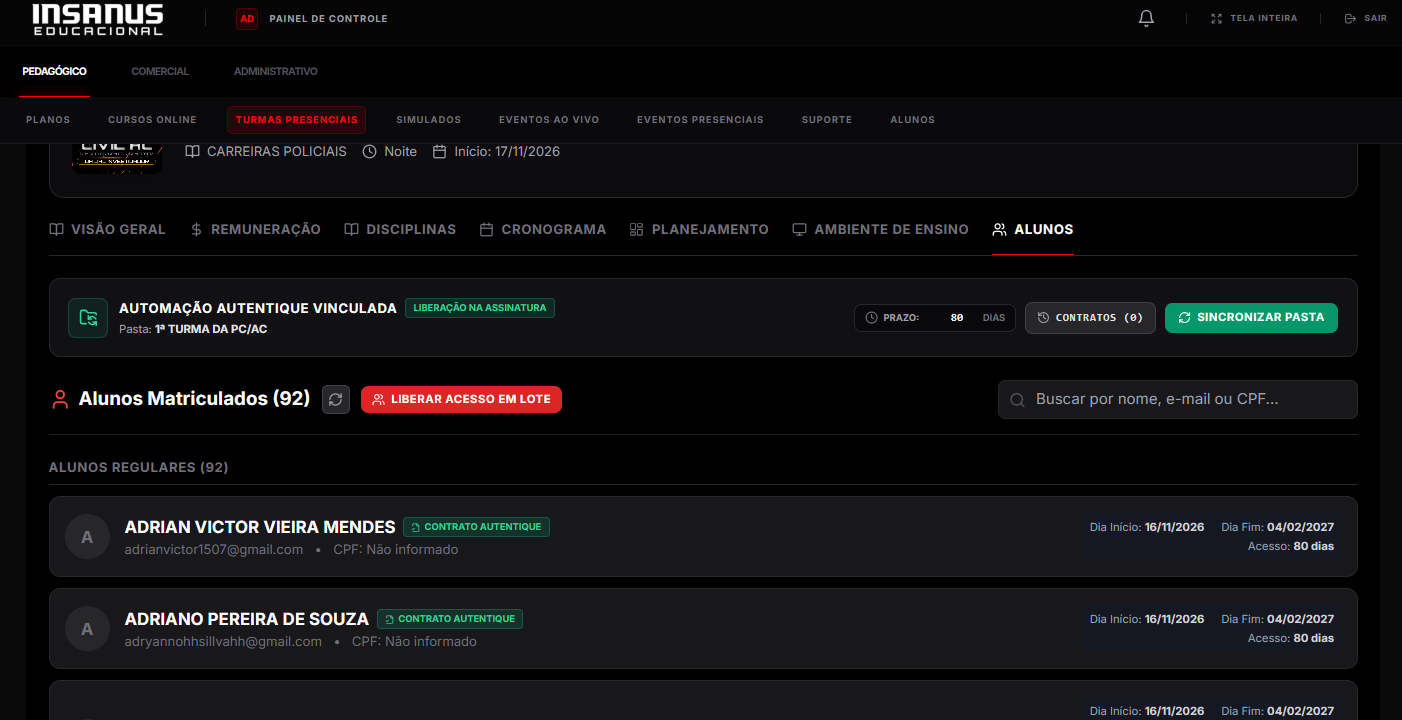 INSANUS
EDUCACIONAL
AD PAINEL DE CONTROLE
TELA INTEIRA
SAIR
PEDAGÓGICO COMERCIAL ADMINISTRATIVO
PLANOS CURSOS ONLINE TURMAS PRESENCIAIS SIMULADOS EVENTOS AO VIVO EVENTOS PRESENCIAIS SUPORTE ALUNOS
CARREIRAS POLICIAIS Noite Início: 17/11/2026
VISÃO GERAL REMUNERAÇÃO DISCIPLINAS CRONOGRAMA PLANEJAMENTO AMBIENTE DE ENSINO ALUNOS
AUTOMAÇÃO AUTENTIQUE VINCULADA LIBERAÇÃO NA ASSINATURA
Pasta: 1ª TURMA DA PC/AC
PRAZO: 80 DIAS
CONTRATOS (0)
SINCRONIZAR PASTA
Alunos Matriculados (92)
LIBERAR ACESSO EM LOTE
Buscar por nome, e-mail ou CPF...
ALUNOS REGULARES (92)
A
ADRIAN VICTOR VIEIRA MENDES CONTRATO AUTENTIQUE
adrianvictor1507@gmail.com • CPF: Não informado
Dia Início: 16/11/2026 Dia Fim: 04/02/2027
Acesso: 80 dias
A
ADRIANO PEREIRA DE SOUZA CONTRATO AUTENTIQUE
adryannohhsillvahh@gmail.com • CPF: Não informado
Dia Início: 16/11/2026 Dia Fim: 04/02/2027
Acesso: 80 dias
Dia Início: 16/11/2026 Dia Fim: 04/02/2027